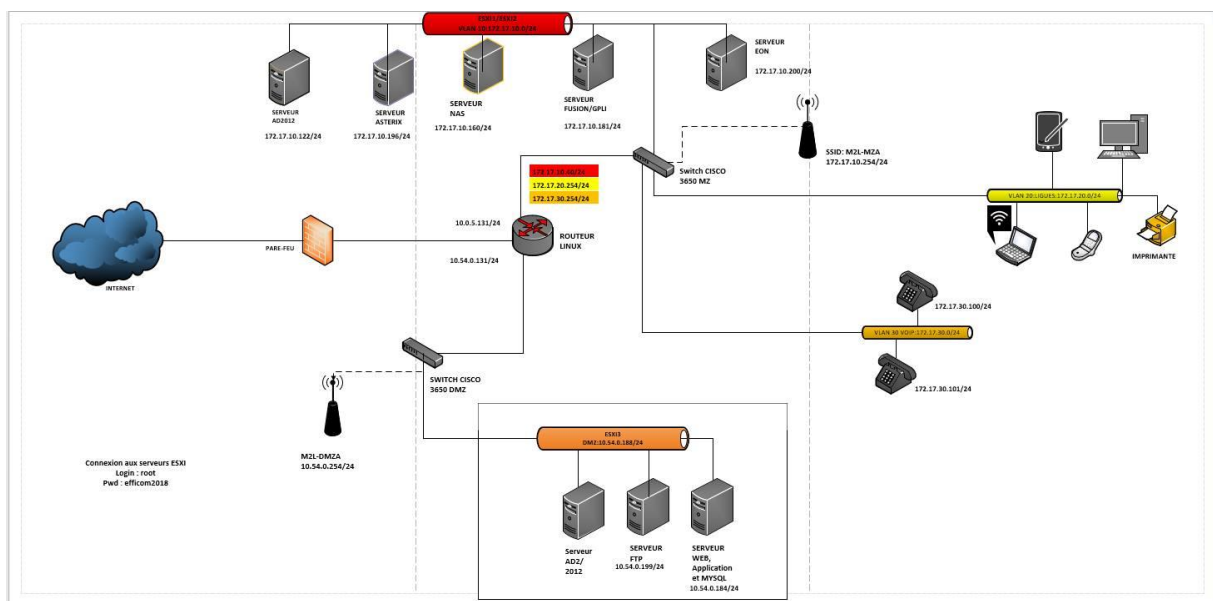 ESXI1/ESXI2
VLAN 10:172.17.10.0/24
SERVEUR
AD2012
172.17.10.122/24
SERVEUR
ASTERIX
172.17.10.196/24
SERVEUR
NAS
172.17.10.160/24
SERVEUR
FUSION/GPLI
172.17.10.181/24
SERVEUR
EON
172.17.10.200/24
SSID: M2L-MZA
172.17.10.254/24
Switch CISCO
3650 MZ
172.17.20.254/24
172.17.30.254/24
10.0.5.131/24
ROUTEUR
LINUX
10.54.0.131/24
PARE-FEU
INTERNET
VLAN 20:LIGUES:172.17.20.0/24
IMPRIMANTE
172.17.30.100/24
VLAN 30 VOIP:172.17.30.0/24
172.17.30.101/24
SWITCH CISCO
3650 DMZ
M2L-DMZA
10.54.0.254/24
Connexion aux serveurs ESXI
Login : root
Pwd : efficom2018
ESXI3
DMZ:10.54.0.188/24
Serveur
AD2/
2012
SERVEUR
FTP
10.54.0.199/24
SERVEUR
WEB,
Application
et MYSQL
10.54.0.184/24